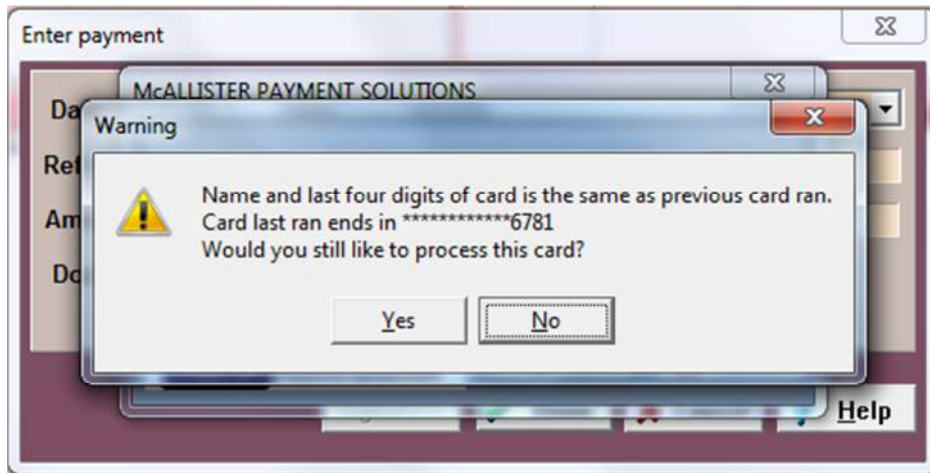 Enter payment
McALLISTER PAYMENT SOLUTIONS
Warning
Name and last four digits of card is the same as previous card ran.
Card last ran ends in ************6781
Would you still like to process this card?
Yes
No
Help